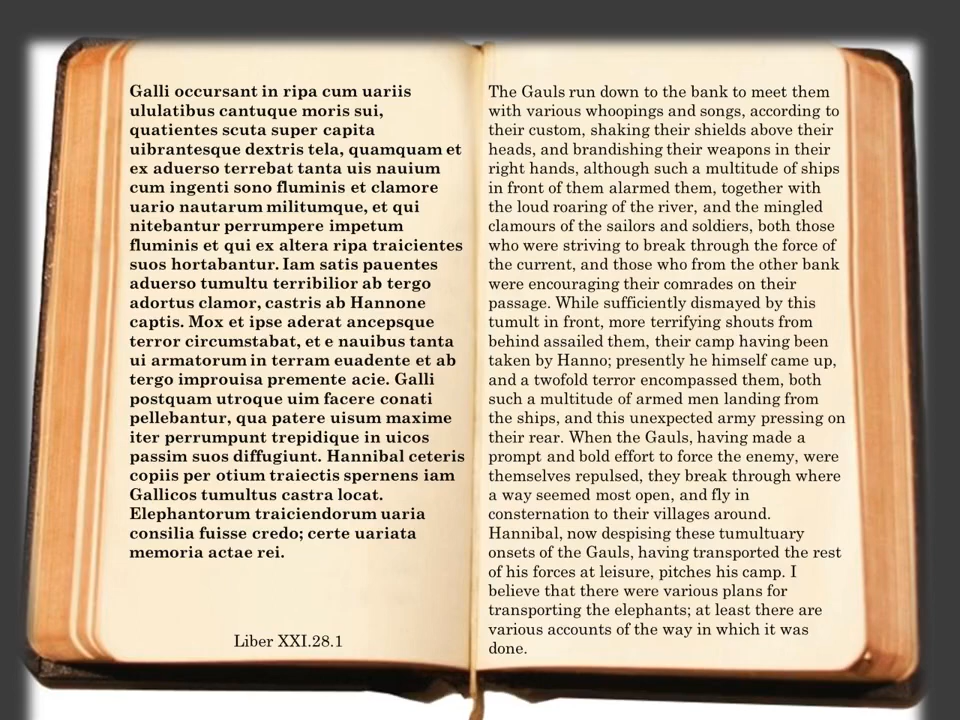 Galli occursant in ripa cum uariis
ululatibus cantuque moris sui,
quatientes scuta super capita
uibrantesque dextris tela, quamquam et
ex aduerso terrebat tanta uis nauium
cum ingenti sono fluminis et clamore
uario nautarum militumque, et qui
nitebantur perrumpere impetum
fluminis et qui ex altera ripa traicientes
suos hortabantur. Iam satis pauentes
aduerso tumultu terribilior ab tergo
adortus clamor, castris ab Hannone
captis. Mox et ipse aderat ancepsque
terror circumstabat, et e nauibus tanta
ui armatorum in terram euadente et ab
tergo improuisa premente acie. Galli
postquam utroque uim facere conati
pellebantur, qua patere uisum maxime
iter perrumpunt trepidique in uicos
passim suos diffugiunt. Hannibal ceteris
copiis per otium traiectis spernens iam
Gallicos tumultus castra locat.
Elephantorum traiciendorum uaria
consilia fuisse credo; certe uariata
memoria actae rei.
Liber XXI.28.1
The Gauls run down to the bank to meet them
with various whoopings and songs, according to
their custom, shaking their shields above their
heads, and brandishing their weapons in their
right hands, although such a multitude of ships
in front of them alarmed them, together with
the loud roaring of the river, and the mingled
clamours of the sailors and soldiers, both those
who were striving to break through the force of
the current, and those who from the other bank
were encouraging their comrades on their
passage. While sufficiently dismayed by this
tumult in front, more terrifying shouts from
behind assailed them, their camp having been
taken by Hanno; presently he himself came up,
and a twofold terror encompassed them, both
such a multitude of armed men landing from
the ships, and this unexpected army pressing on
their rear. When the Gauls, having made a
prompt and bold effort to force the enemy, were
themselves repulsed, they break through where
a way seemed most open, and fly in
consternation to their villages around.
Hannibal, now despising these tumultuary
onsets of the Gauls, having transported the rest
of his forces at leisure, pitches his camp. I
believe that there were various plans for
transporting the elephants; at least there are
various accounts of the way in which it was
done.